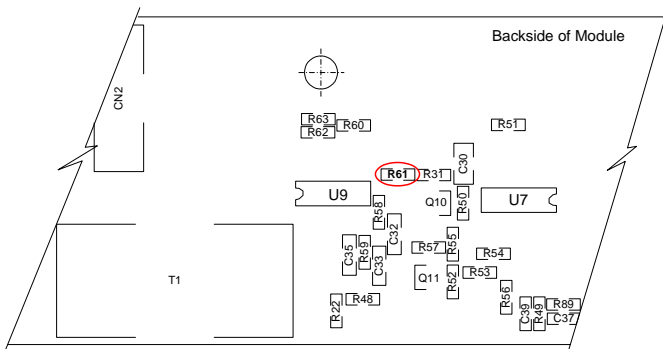 Backside of Module
CN2
R63
R62
R60
R51
R61
R31
C30
U9
R58
Q10
R50
U7
C32
C35
R59
C33
R57
R55
R54
T1
Q11
R52
R53
R56
R22
R48
C39
R49
R89
C37